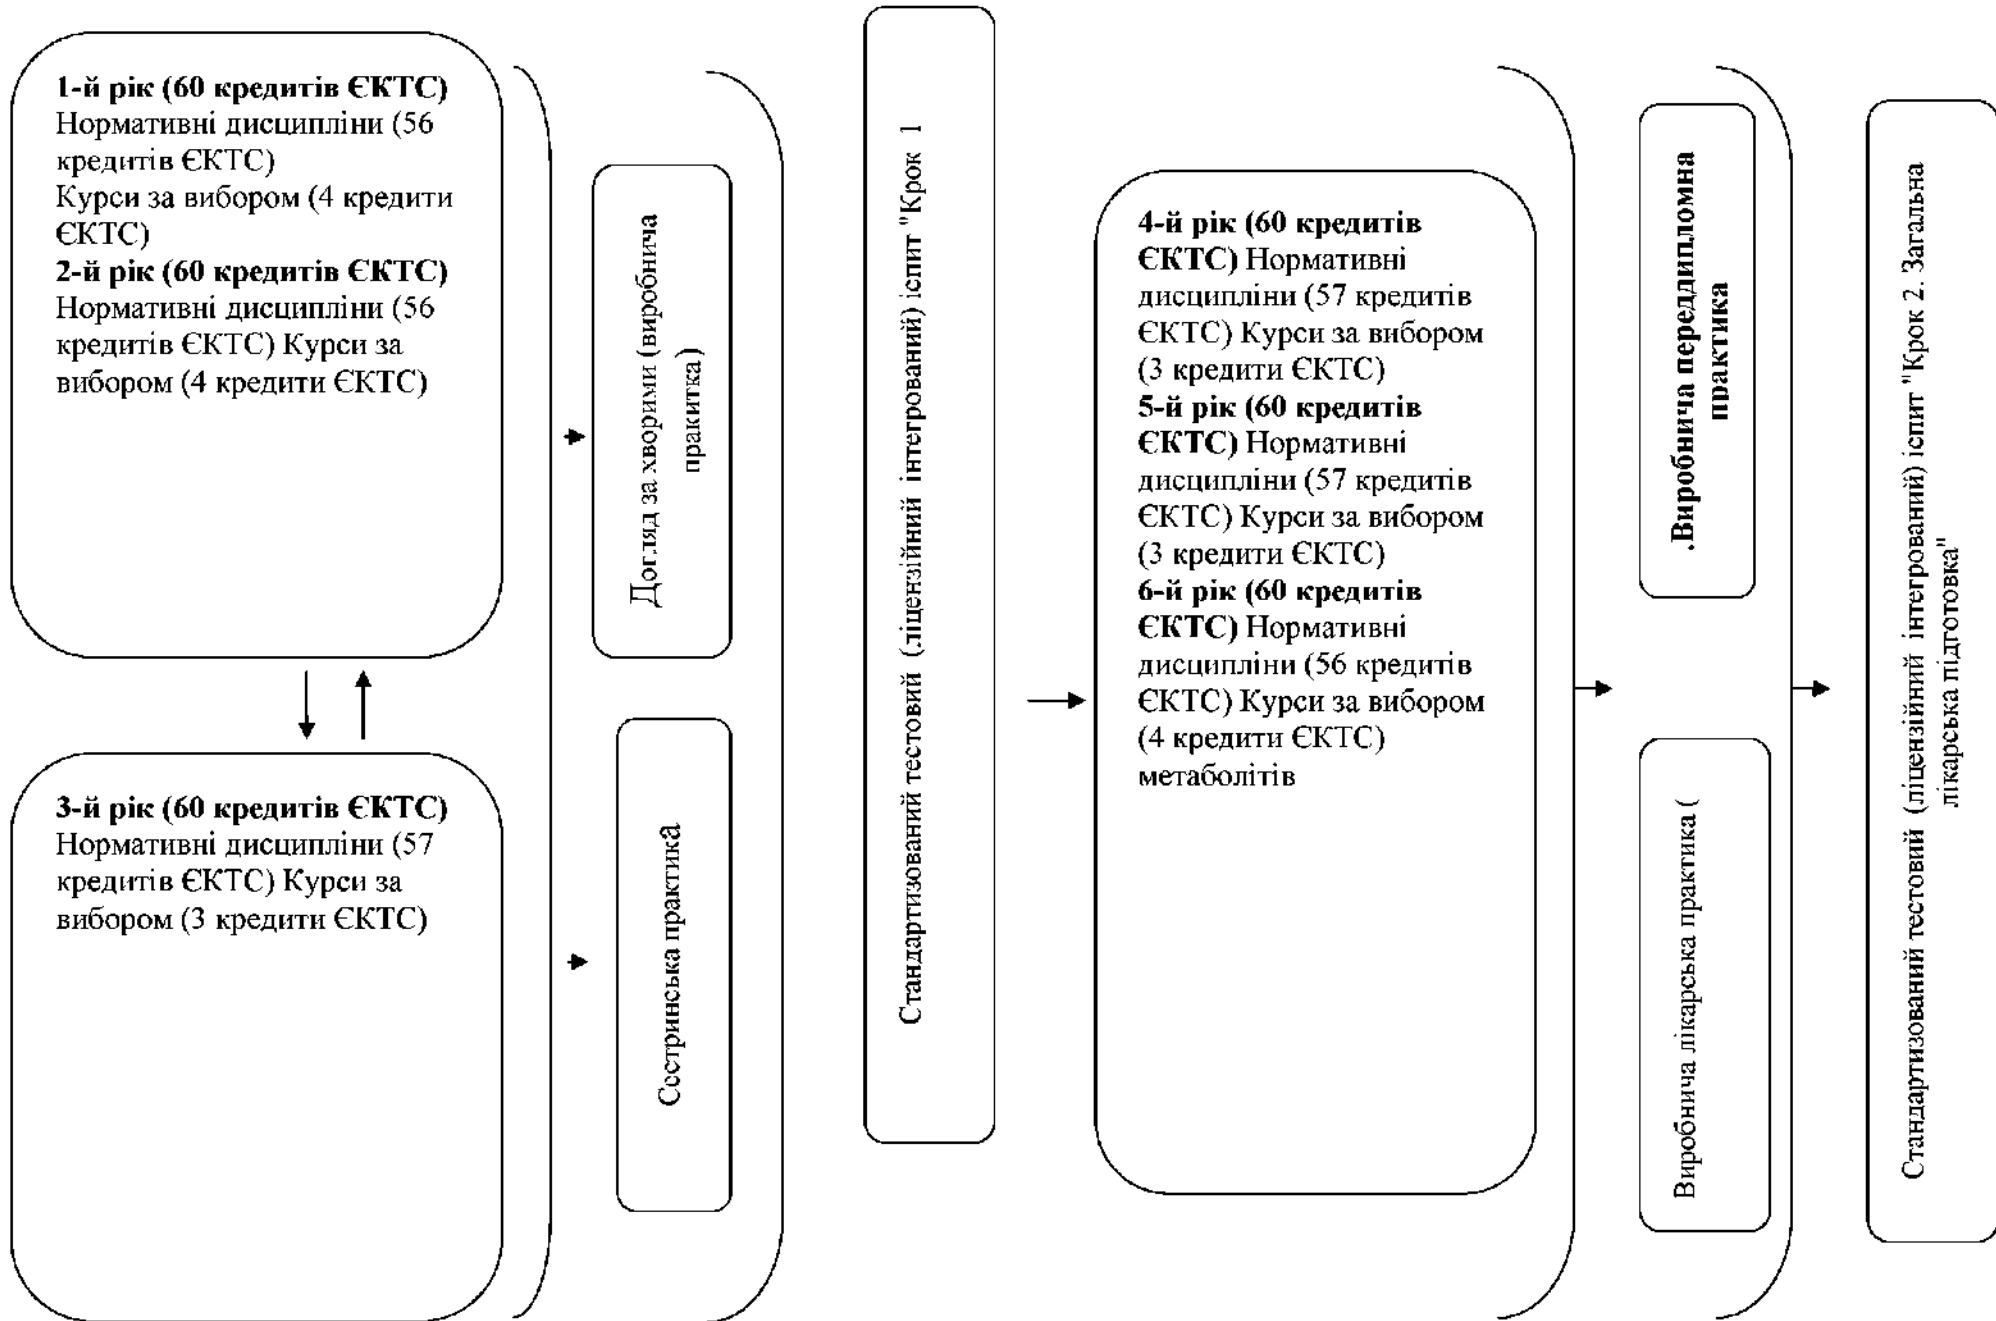 1-й рік (60 кредитів ЄКТС)
Нормативні дисципліни (56
кредитів ЄКТС)
Курси за вибором (4 кредити
ЄКТС)
2-й рік (60 кредитів ЄКТС)
Нормативні дисципліни (56
кредитів ЄКТС) Курси за
вибором (4 кредити ЄКТС)
3-й рік (60 кредитів ЄКТС)
Нормативні дисципліни (57
кредитів ЄКТС) Курси за
вибором (3 кредити ЄКТС)
Догляд за хворими (виробнича
пракитка)
Сестринська практика
Стандартизований тестовий (ліцензійний інтегрований) іспит "Крок 1
4-й рік (60 кредитів
ЄКТС) Нормативні
дисципліни (57 кредитів
ЄКТС) Курси за вибором
(3 кредити ЄКТС)
5-й рік (60 кредитів
ЄКТС) Нормативні
дисципліни (57 кредитів
ЄКТС) Курси за вибором
(3 кредити ЄКТС)
6-й рік (60 кредитів
ЄКТС) Нормативні
дисципліни (56 кредитів
ЄКТС) Курси за вибором
(4 кредити ЄКТС)
метаболітів
.Виробнича переддипломна
практика
Виробнича лікарська практика (
Стандартизований тестовий (ліцензійний інтегрований) іспит "Крок 2. Загальна
лікарська підготовка"